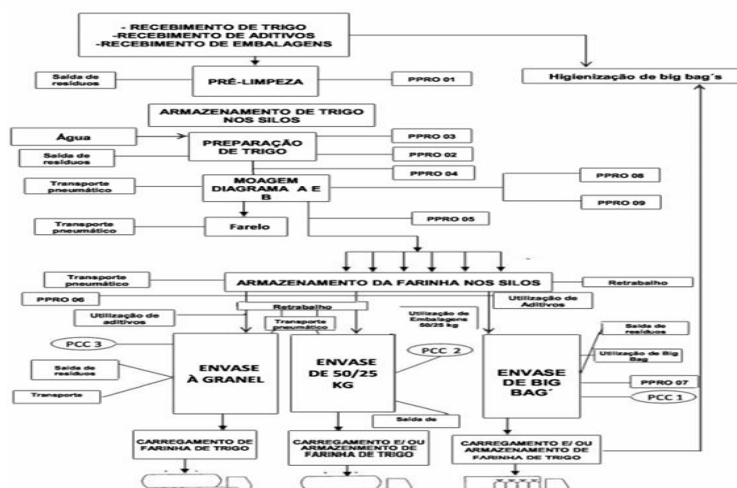 - RECEBIMENTO DE TRIGO
-RECEBIMENTO DE ADITIVOS
-RECEBIMENTO DE EMBALAGENS
Saída de
resíduos
PRÉ-LIMPEZA
PPRO 01
Higienização de big bag´s
ARMAZENAMENTO DE TRIGO
NOS SILOS
Água
PREPARAÇÃO
DE TRIGO
PPRO 03
Saída de
resíduos
PPRO 02
PPRO 04
Transporte
pneumático
MOAGEM
DIAGRAMA A E
B
PPRO 08
PPRO 09
Transporte
pneumático
Farelo
PPRO 05
Transporte
pneumático
ARMAZENAMENTO DA FARINHA NOS SILOS
Retrabalho
PPRO 06
Retrabalho
Utilização de
Aditivos
Utilização de
aditivos
Transporte
pneumático
Utilização de
Embalagens
50/25 kg
PCC 3
ENVASE
À GRANEL
ENVASE
DE 50/25
KG
PCC 2
ENVASE
DE BIG
BAG´
Saída de
resíduos
Utilização de Big
Bag
Saída de
resíduos
PPRO 07
PCC 1
Transporte
Saída de
CARREGAMENTO DE
FARINHA DE TRIGO
CARREGAMENTO E/ OU
ARMAZENMENTO DE
FARINHA DE TRIGO
CARREGAMENTO E/ OU
ARMAZENAMENTO DE
FARINHA DE TRIGO